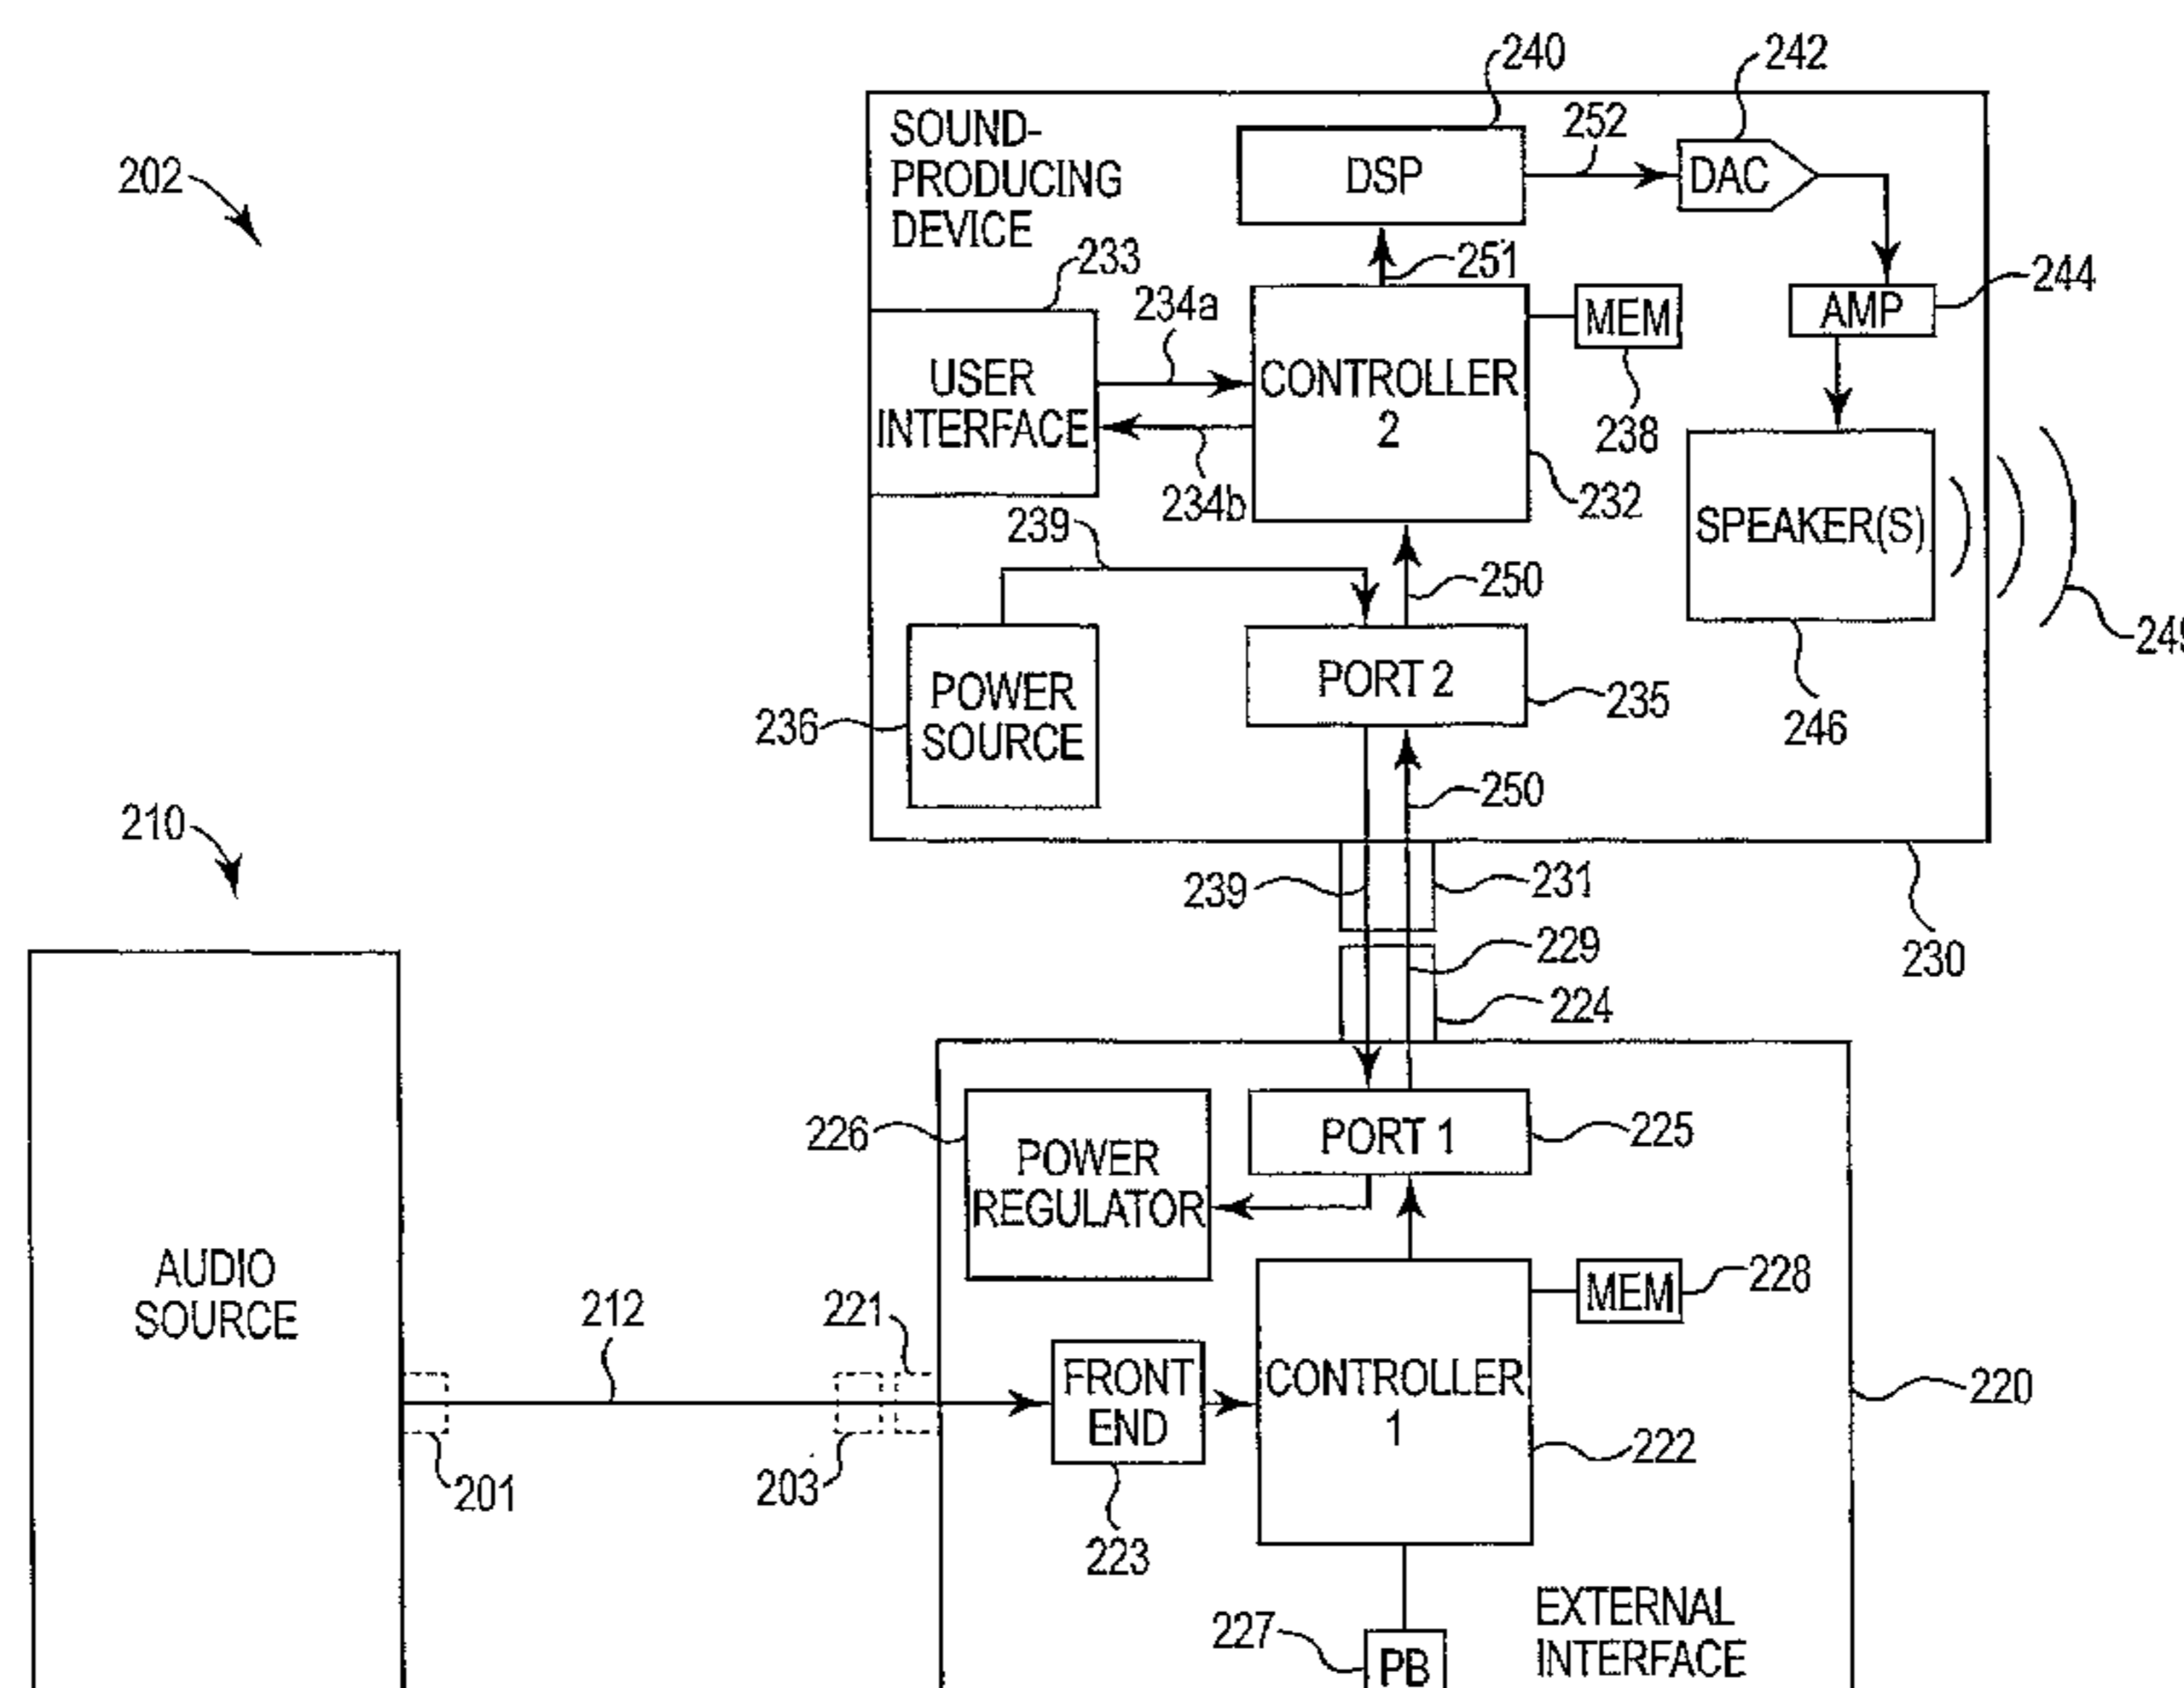 240
242
252
202
SOUND-
PRODUCING
DEVICE
DSP
DAC
233
251
234a
244
MEM
AMP
USER
INTERFACE
CONTROLLER
2
238
234b
232
239
SPEAKER(S)
250
POWER
SOURCE
PORT 2
235
236
246
250
210
239
231
229
230
224
226
POWER
REGULATOR
PORT 1
225
AUDIO
SOURCE
212
221
MEM
228
FRONT
END
CONTROLLER
1
220
201
203
222
223
EXTERNAL
INTERFACE
227
PB